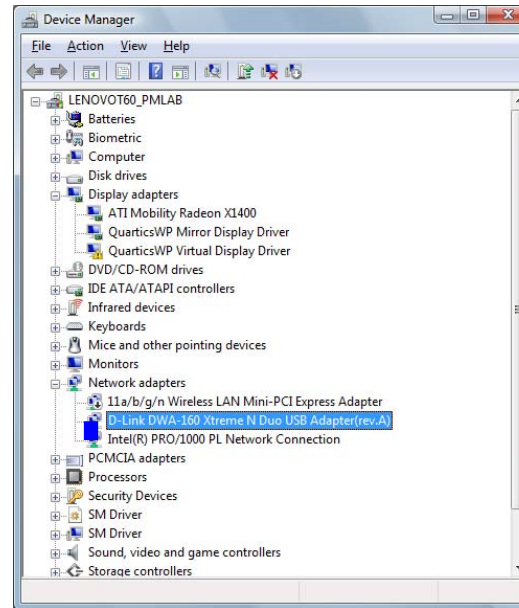 Device Manager
File Action View Help
LENOVOT60_PMLAB
Batteries
Biometric
Computer
Disk drives
Display adapters
ATI Mobility Radeon X1400
QuarticsWP Mirror Display Driver
QuarticsWP Virtual Display Driver
DVD/CD-ROM drives
IDE ATA/ATAPI controllers
Infrared devices
Keyboards
Mice and other pointing devices
Monitors
Network adapters
11a/b/g/n Wireless LAN Mini-PCI Express Adapter
D-Link DWA-160 Xtreme N Duo USB Adapter(rev.A)
Intel(R) PRO/1000 PL Network Connection
PCMCIA adapters
Processors
Security Devices
SM Driver
SM Driver
Sound, video and game controllers
Storage controllers